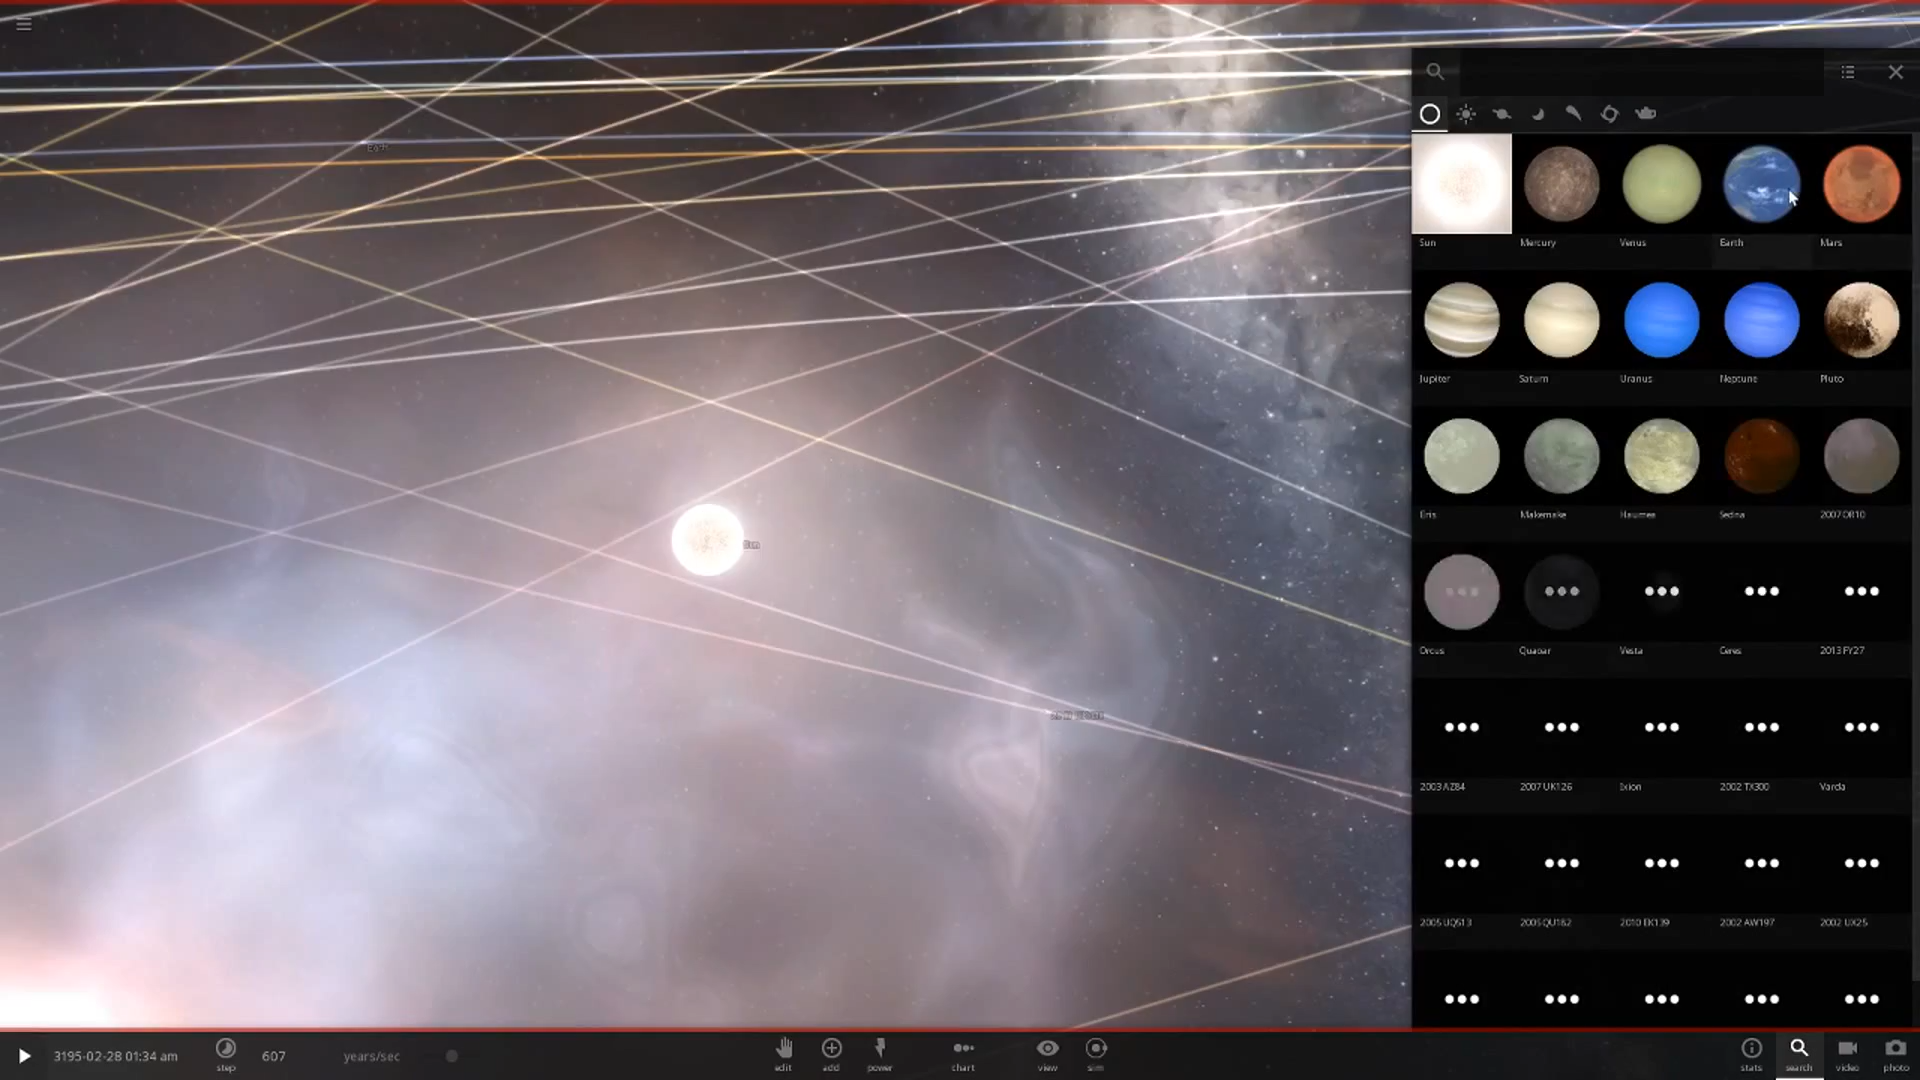 Earth
Sun
Sun Mercury Venus Earth Mars
Jupiter Saturn Uranus Neptune Pluto
Eris Makemake Haumea Sedna 2007 OR10
Orcus Quaoar Vesta Ceres 2013 FY27
2003 AZ84 2007 UK126 Ixion 2002 TX300 Varda
2005 UQ513 2005 QU182 2010 EK139 2002 AW197 2002 UX25
3195-02-28 01:34 am step 607 years/sec edit add power chart view sim stats search video photo